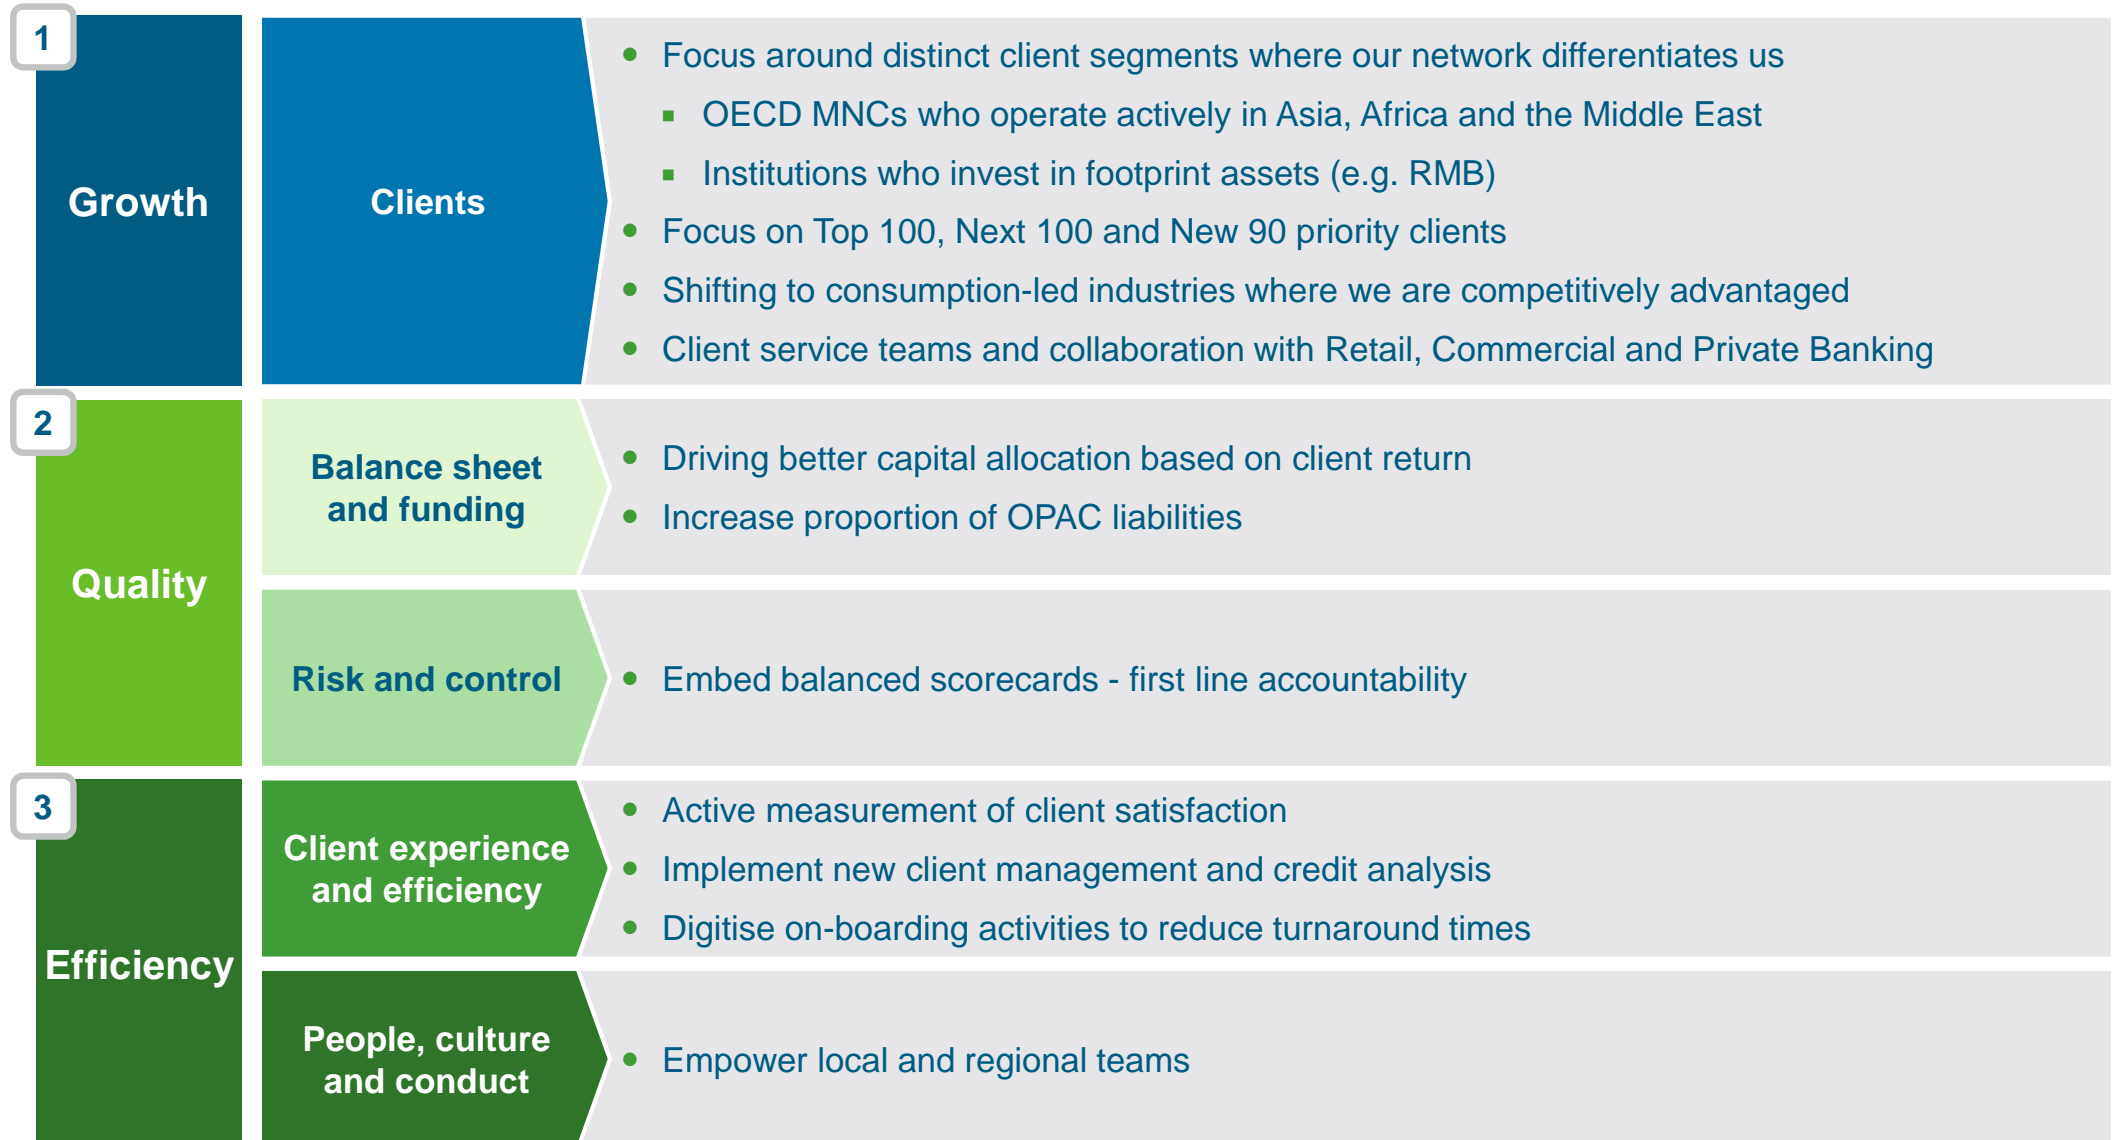 1
Growth
Clients
• Focus around distinct client segments where our network differentiates us
▪ OECD MNCs who operate actively in Asia, Africa and the Middle East
▪ Institutions who invest in footprint assets (e.g. RMB)
• Focus on Top 100, Next 100 and New 90 priority clients
• Shifting to consumption-led industries where we are competitively advantaged
• Client service teams and collaboration with Retail, Commercial and Private Banking
2
Quality
Balance sheet
and funding
• Driving better capital allocation based on client return
• Increase proportion of OPAC liabilities
Risk and control
• Embed balanced scorecards - first line accountability
3
Efficiency
Client experience
and efficiency
• Active measurement of client satisfaction
• Implement new client management and credit analysis
• Digitise on-boarding activities to reduce turnaround times
People, culture
and conduct
• Empower local and regional teams